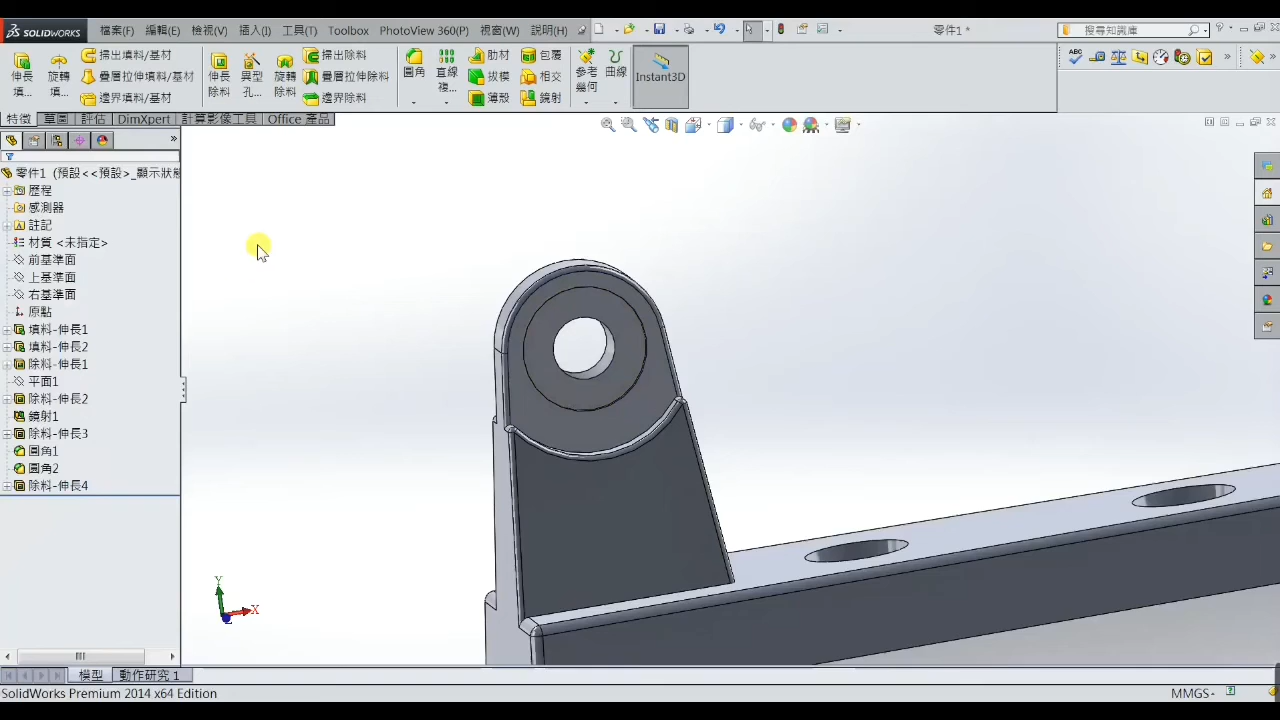 SOLIDWORKS 檔案(F) 編輯(E) 檢視(V) 插入(I) 工具(T) Toolbox PhotoView 360(P) 視窗(W) 說明(H) 零件1 * 搜尋知識庫
伸長填... 旋轉填... 掃出填料/基材 疊層拉伸填料/基材 邊界填料/基材
伸長除料 異型孔... 旋轉除料 掃出除料 疊層拉伸除料 邊界除料
圓角 直線複... 肋材 拔模 薄殼 包覆 相交 鏡射
參考幾何 曲線 Instant3D
特徵 草圖 評估 DimXpert 計算影像工具 Office 產品
零件1 (預設<<預設>_顯示狀態
歷程
感測器
註記
材質 <未指定>
前基準面
上基準面
右基準面
原點
填料-伸長1
填料-伸長2
除料-伸長1
平面1
除料-伸長2
鏡射1
除料-伸長3
圓角1
圓角2
除料-伸長4
Y
X
Z
模型 動作研究 1
SolidWorks Premium 2014 x64 Edition MMGS